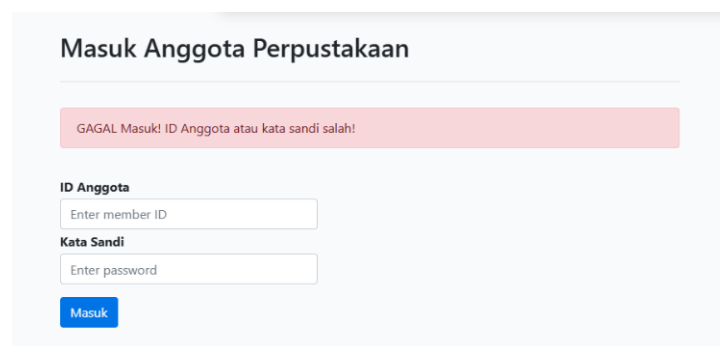 Masuk Anggota Perpustakaan
GAGAL Masuk! ID Anggota atau kata sandi salah!
ID Anggota
Enter member ID
Kata Sandi
Enter password
Masuk